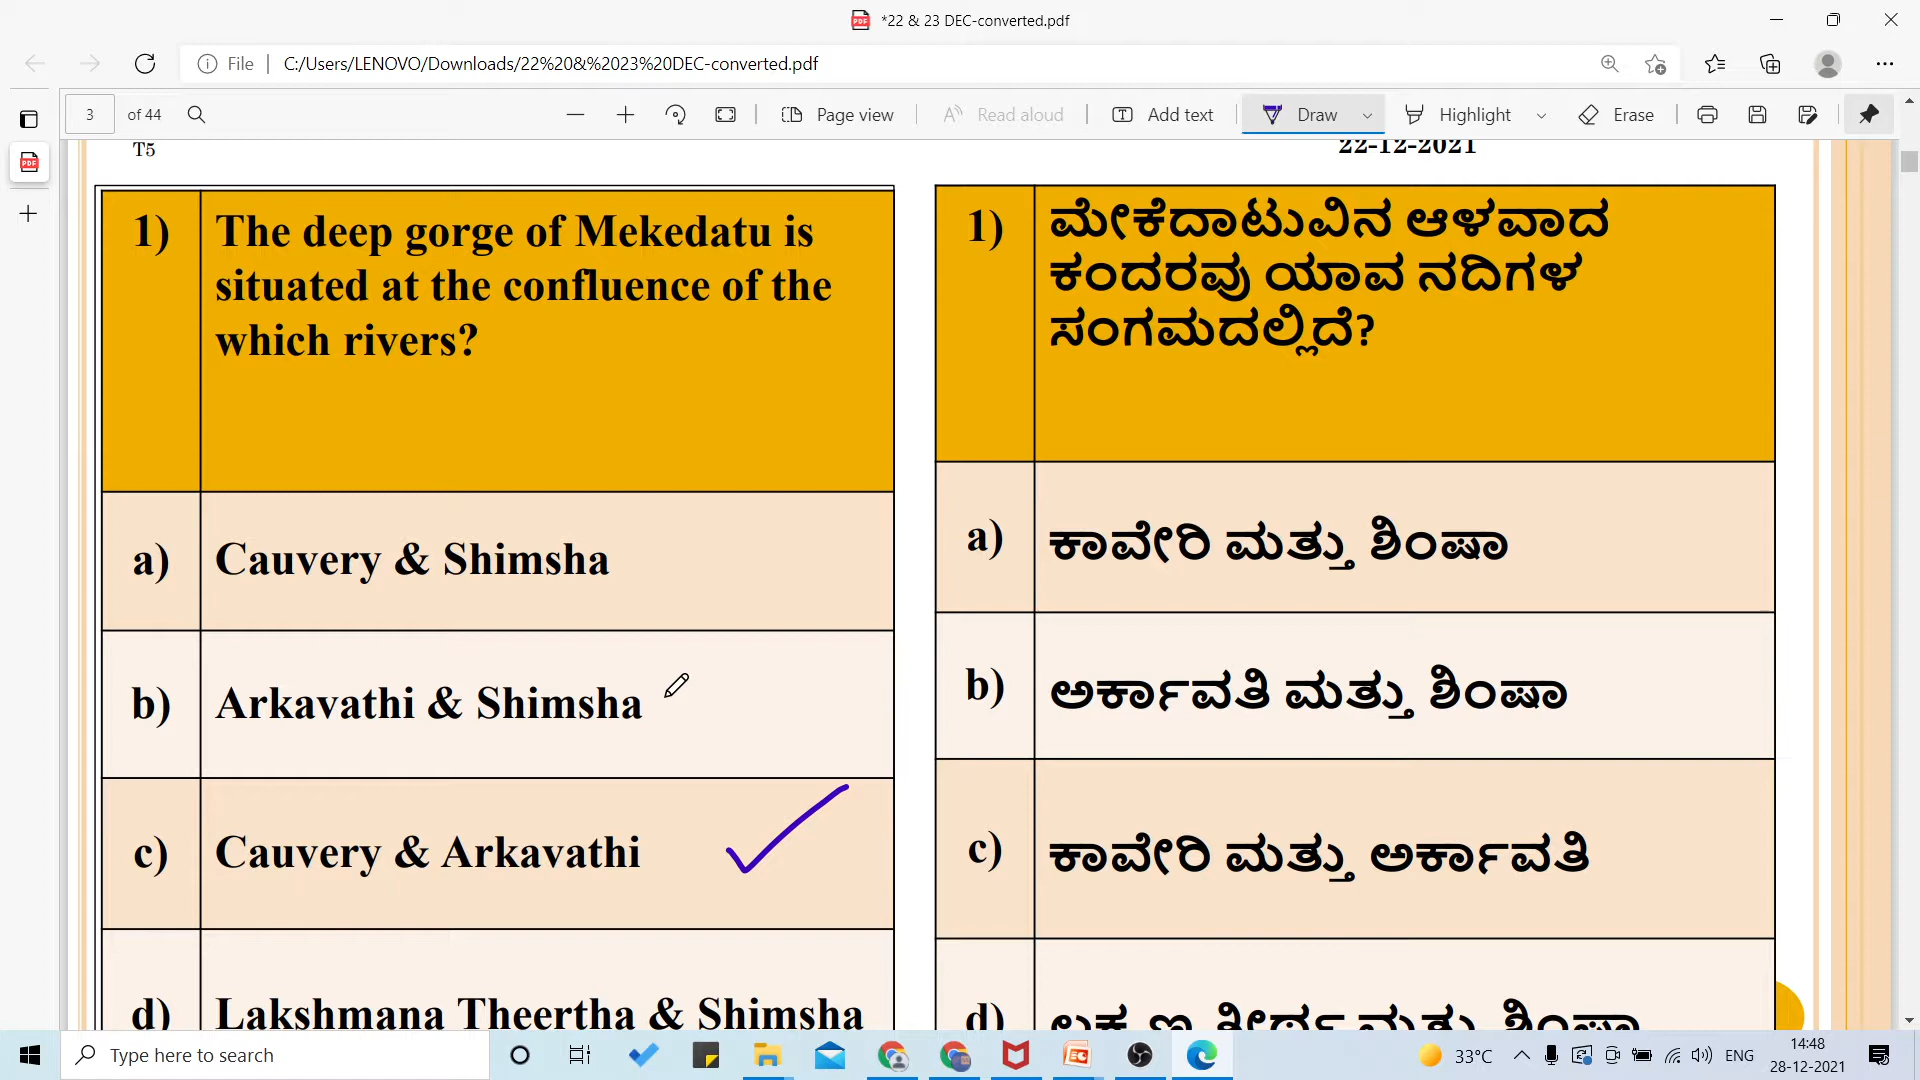 *22 & 23 DEC-converted.pdf
File
C:/Users/LENOVO/Downloads/22%20&%2023%20DEC-converted.pdf
3 of 44
Page view
Read aloud
Add text
Draw
Highlight
Erase
T5
22-12-2021
1) The deep gorge of Mekedatu is
situated at the confluence of the
which rivers?
a) Cauvery & Shimsha
b) Arkavathi & Shimsha
c) Cauvery & Arkavathi
d) Lakshmana Theertha & Shimsha
1) ಮೇಕೆದಾಟುವಿನ ಆಳವಾದ
ಕಂದರವು ಯಾವ ನದಿಗಳ
ಸಂಗಮದಲ್ಲಿದೆ?
a) ಕಾವೇರಿ ಮತ್ತು ಶಿಂಷಾ
b) ಅರ್ಕಾವತಿ ಮತ್ತು ಶಿಂಷಾ
c) ಕಾವೇರಿ ಮತ್ತು ಅರ್ಕಾವತಿ
d) ಲಕ್ಷ್ಮಣ ತೀರ್ಥ ಮತ್ತು ಶಿಂಷಾ
Type here to search
33°C
ENG
14:48
28-12-2021